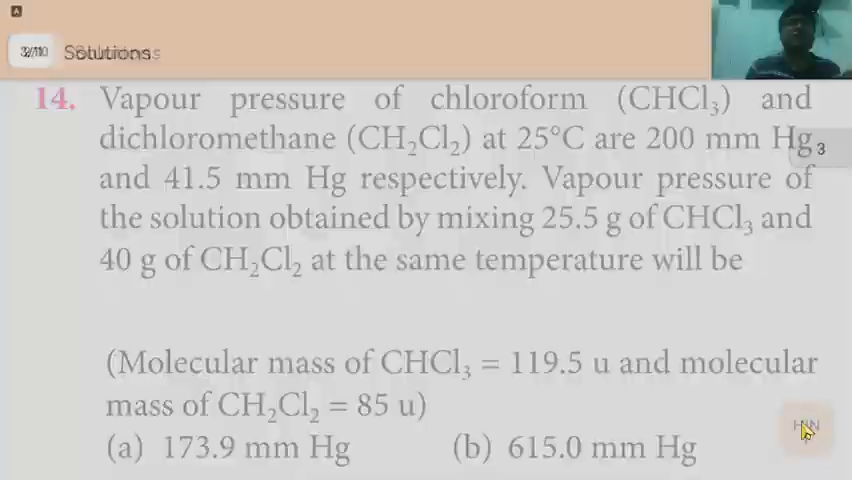 A
Solutions
14. Vapour pressure of chloroform (CHCl₃) and
dichloromethane (CH₂Cl₂) at 25°C are 200 mm Hg
3
and 41.5 mm Hg respectively. Vapour pressure of
the solution obtained by mixing 25.5 g of CHCl₃ and
40 g of CH₂Cl₂ at the same temperature will be
(Molecular mass of CHCl₃ = 119.5 u and molecular
mass of CH₂Cl₂ = 85 u)
(a) 173.9 mm Hg (b) 615.0 mm Hg